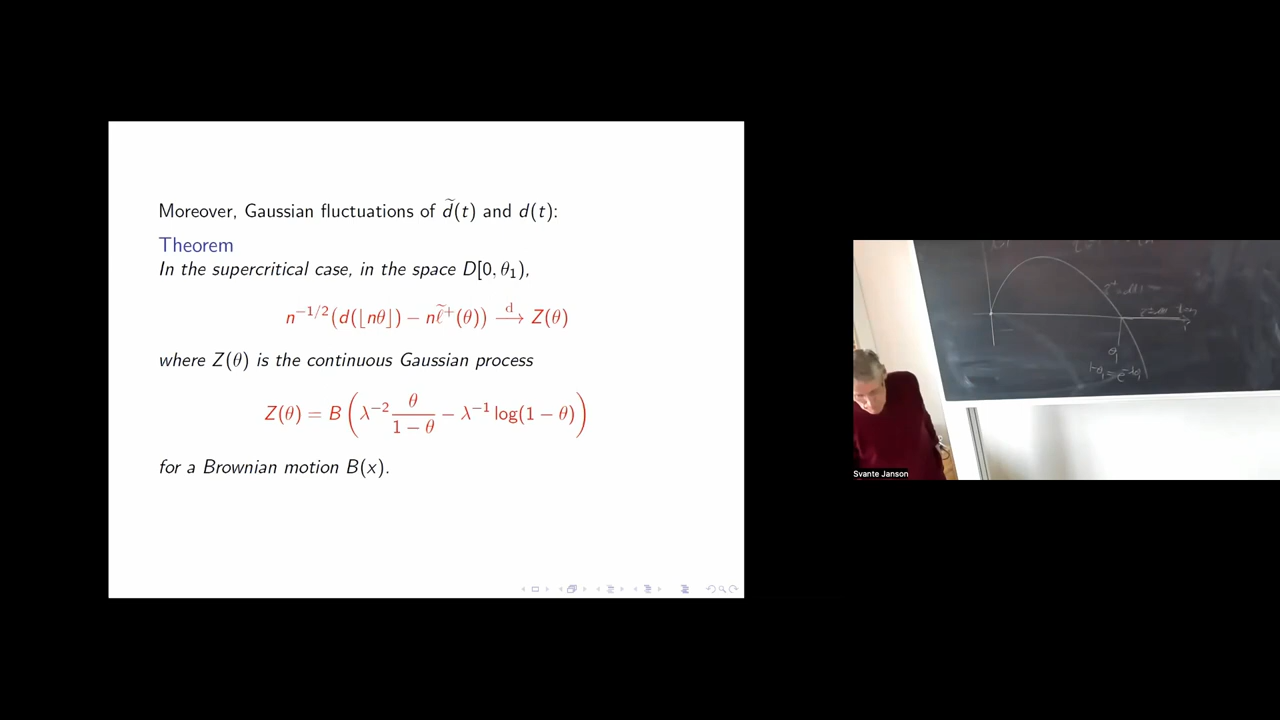 Moreover, Gaussian fluctuations of d̃(t) and d(t):
Theorem
In the supercritical case, in the space D[0, θ₁),
n^{-1/2}(d(⌊nθ⌋) − nℓ̃⁺(θ)) →^d Z(θ)
where Z(θ) is the continuous Gaussian process
Z(θ) = B(λ^{-2} θ/(1 − θ) − λ^{-1} log(1 − θ))
for a Brownian motion B(x).
Svante Janson